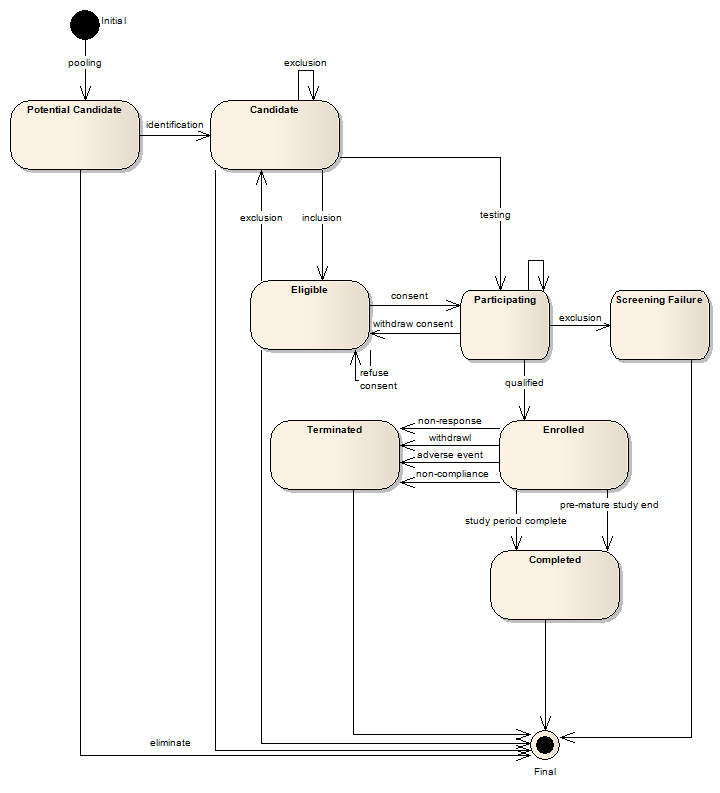 Initial
pooling
exclusion
Potential Candidate
Candidate
identification
exclusion
inclusion
testing
Eligible
Participating
Screening Failure
consent
exclusion
withdraw consent
refuse
consent
qualified
non-response
Terminated
Enrolled
withdrawl
adverse event
non-compliance
pre-mature study end
study period complete
Completed
eliminate
Final